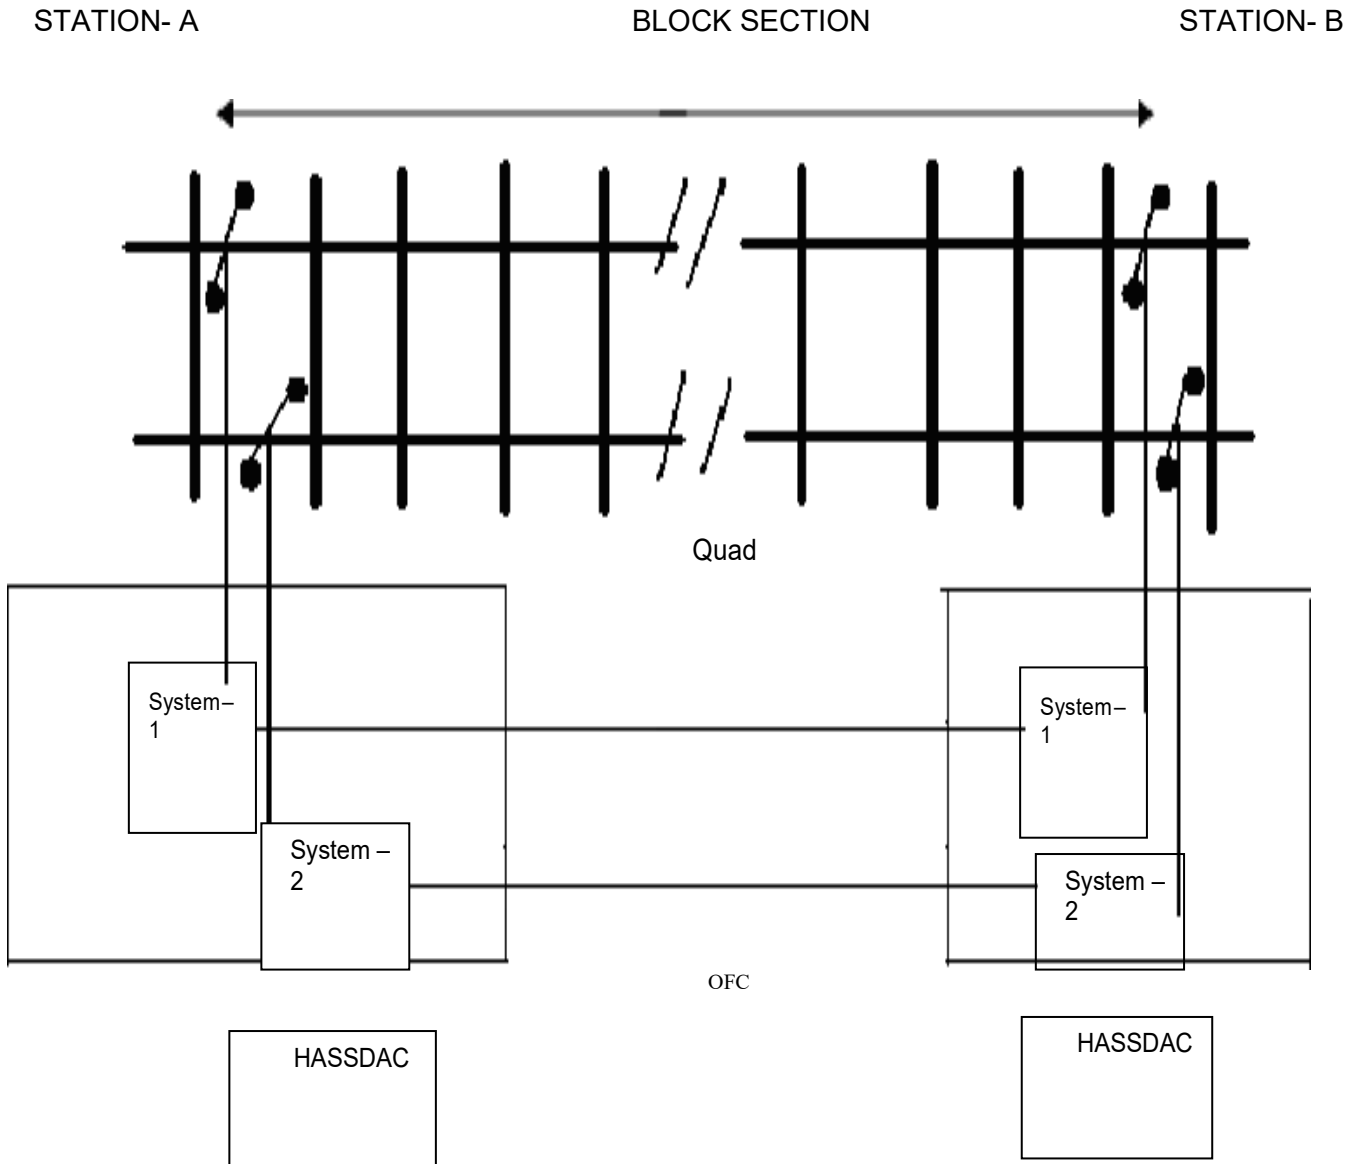 STATION- A BLOCK SECTION STATION- B
Quad
System–
1
System–
1
System –
2
System –
2
OFC
HASSDAC
HASSDAC